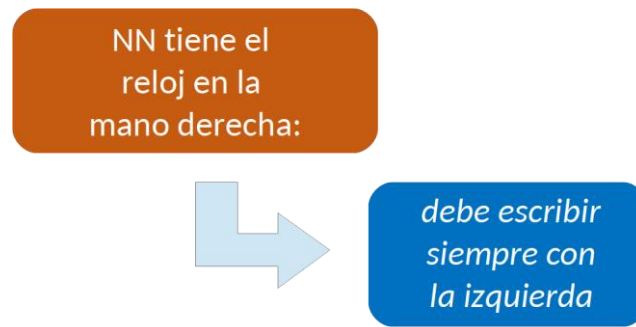 NN tiene el
reloj en la
mano derecha:
debe escribir
siempre con
la izquierda